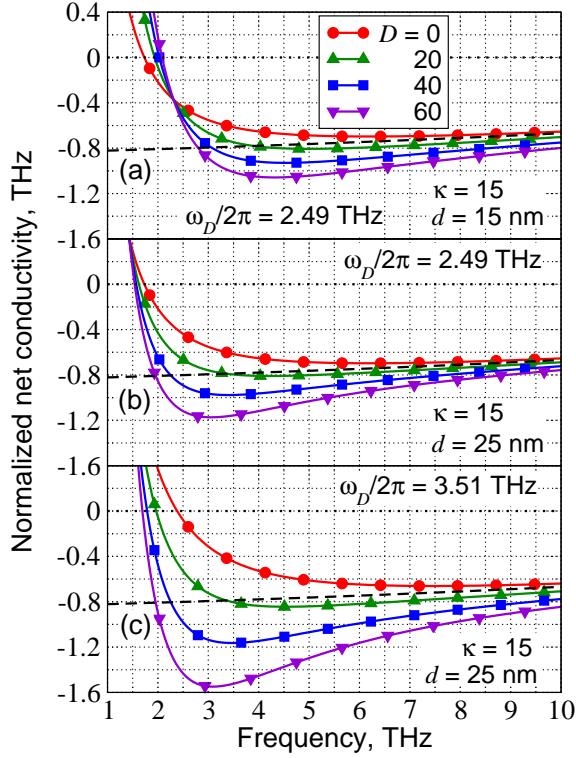 0.4
0
-0.4
-0.8
-1.2
-1.6
D = 0
20
40
60
(a)
κ = 15
ω_D/2π = 2.49 THz
d = 15 nm
Normalized net conductivity, THz
ω_D/2π = 2.49 THz
0
-0.4
-0.8
-1.2
-1.6
(b)
κ = 15
d = 25 nm
ω_D/2π = 3.51 THz
0
-0.4
-0.8
-1.2
-1.6
(c)
κ = 15
d = 25 nm
1 2 3 4 5 6 7 8 9 10
Frequency, THz